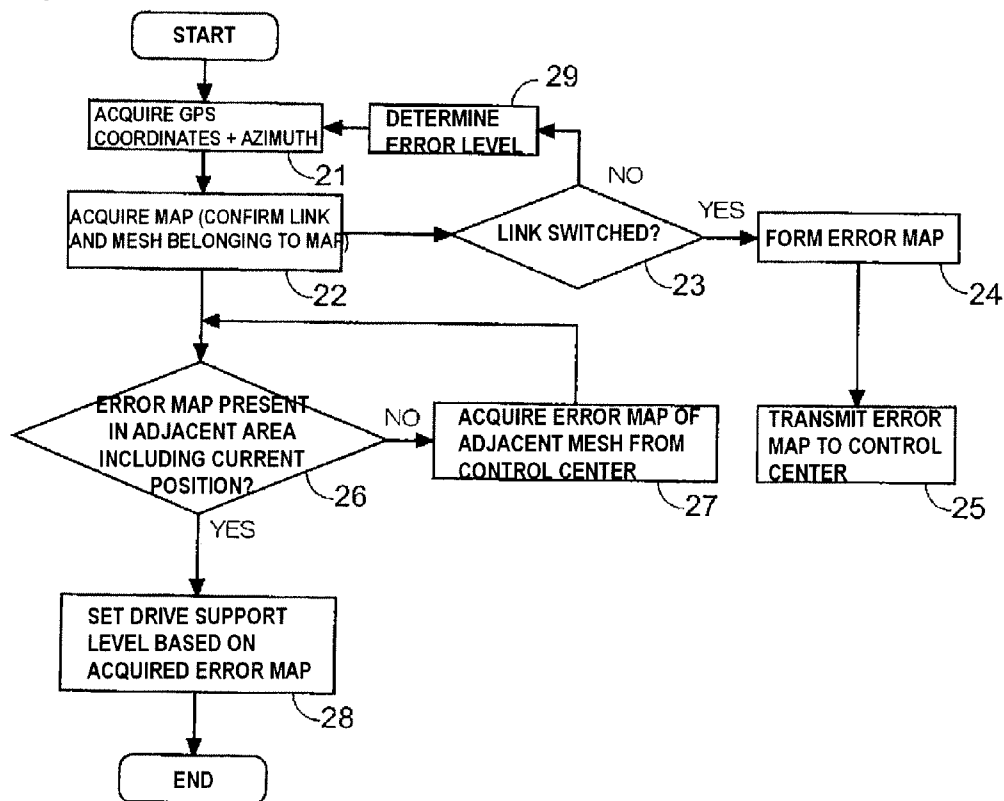 START
ACQUIRE GPS
COORDINATES + AZIMUTH
21
DETERMINE
ERROR LEVEL
29
ACQUIRE MAP (CONFIRM LINK
AND MESH BELONGING TO MAP)
22
LINK SWITCHED?
23
NO
YES
FORM ERROR MAP
24
TRANSMIT ERROR
MAP TO CONTROL
CENTER
25
ERROR MAP PRESENT
IN ADJACENT AREA
INCLUDING CURRENT
POSITION?
26
NO
ACQUIRE ERROR MAP OF
ADJACENT MESH FROM
CONTROL CENTER
27
YES
SET DRIVE SUPPORT
LEVEL BASED ON
ACQUIRED ERROR MAP
28
END